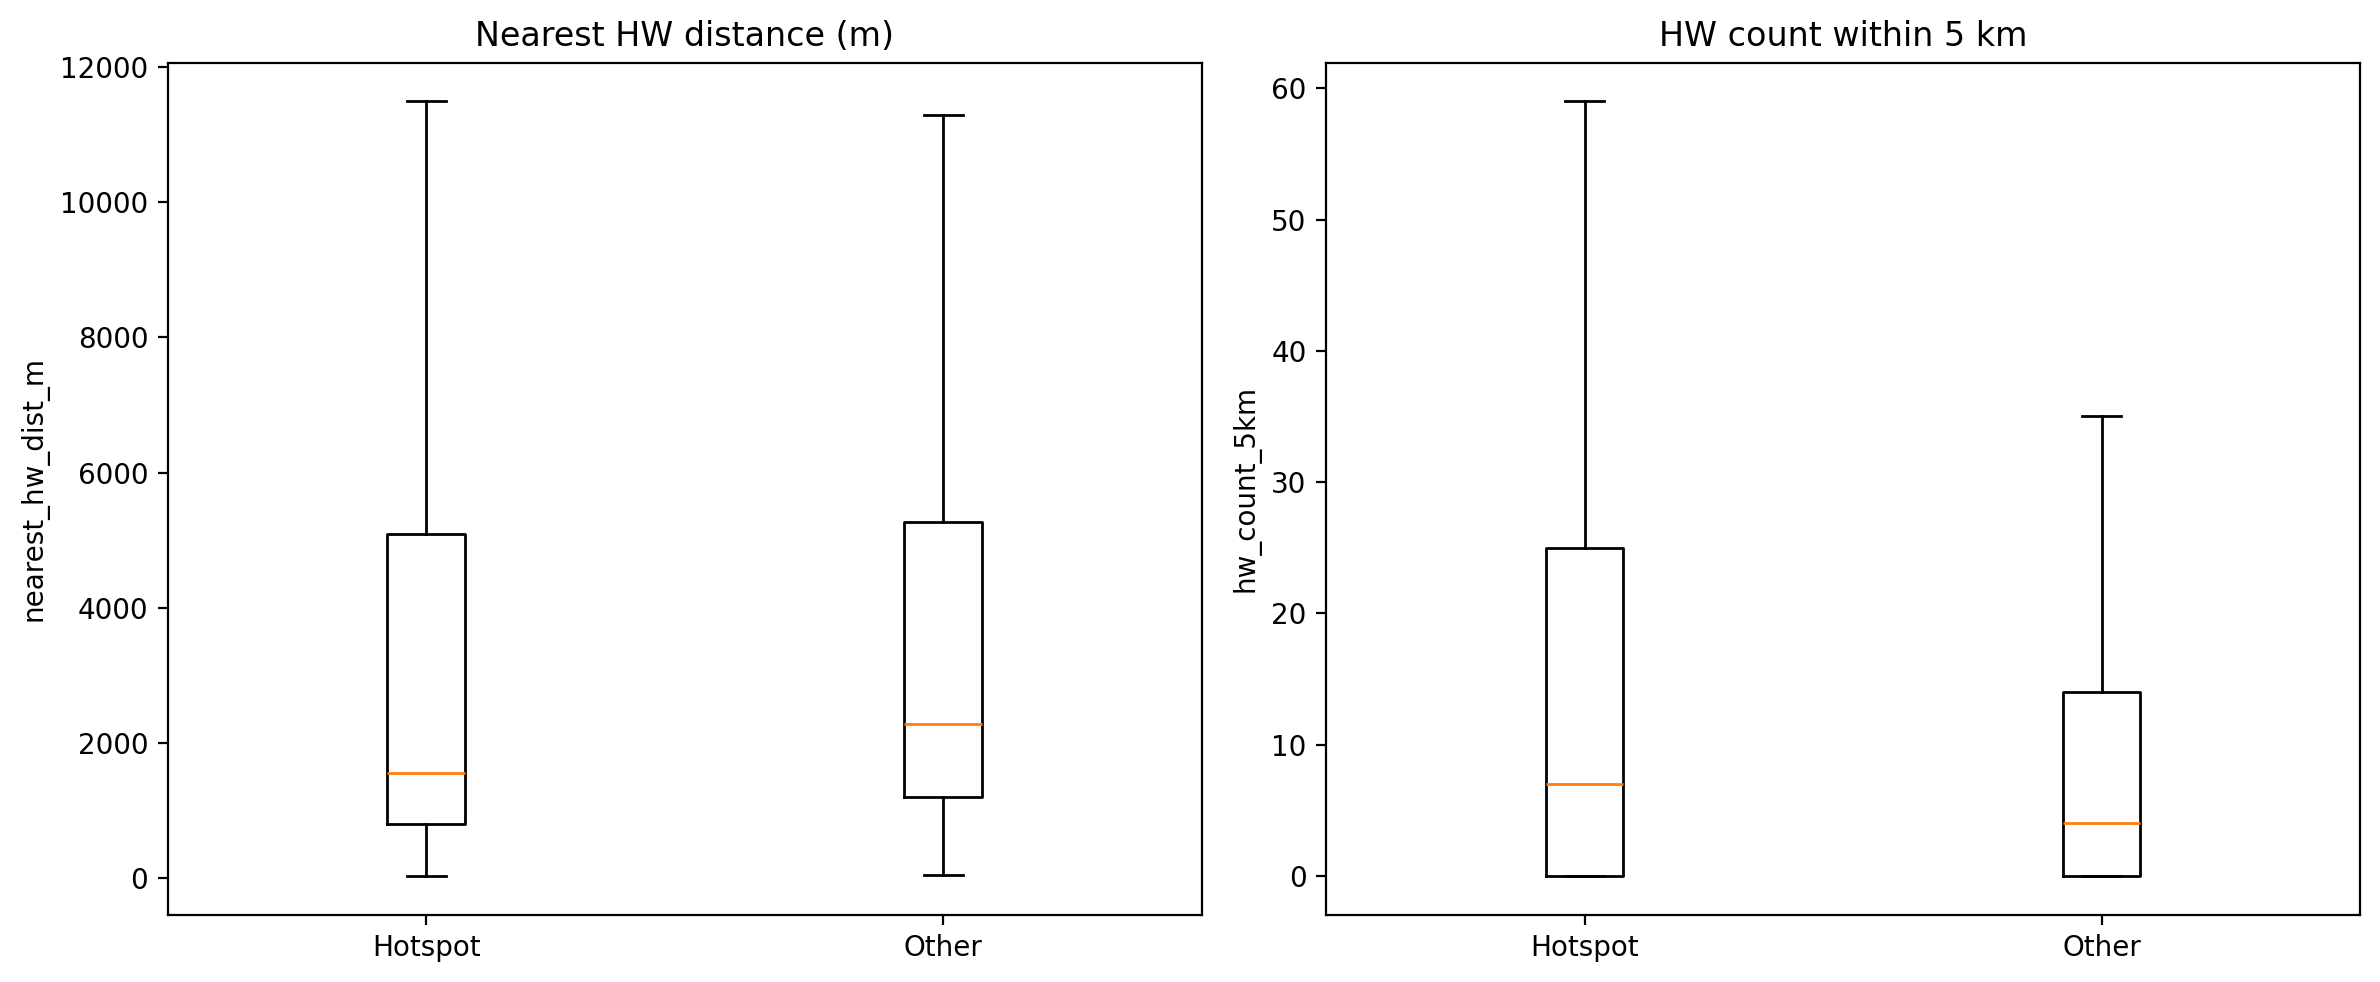 Nearest HW distance (m)
nearest_hw_dist_m
12000
10000
8000
6000
4000
2000
0
Hotspot
Other
HW count within 5 km
hw_count_5km
60
50
40
30
20
10
0
Hotspot
Other